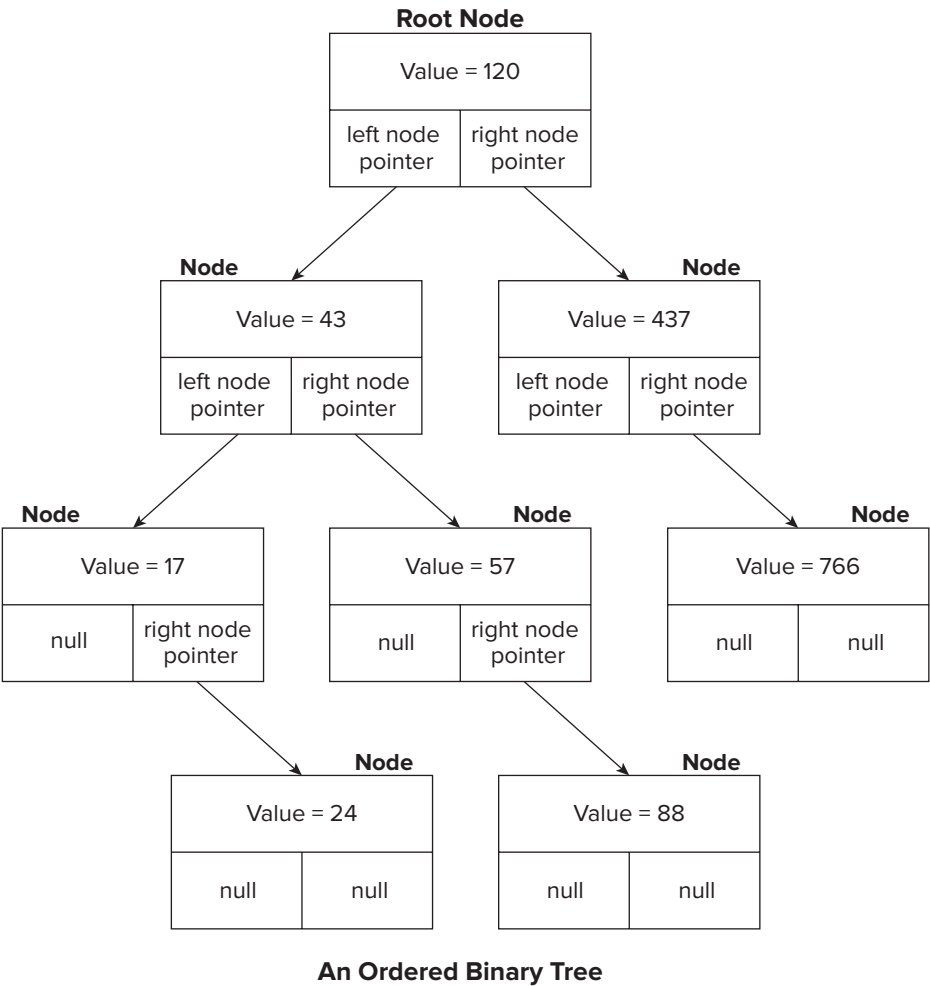 Root Node
Value = 120
left node
pointer
right node
pointer
Node
Node
Value = 43
Value = 437
left node
pointer
right node
pointer
left node
pointer
right node
pointer
Node
Node
Node
Value = 17
Value = 57
Value = 766
null
right node
pointer
null
right node
pointer
null
null
Node
Node
Value = 24
Value = 88
null
null
null
null
An Ordered Binary Tree